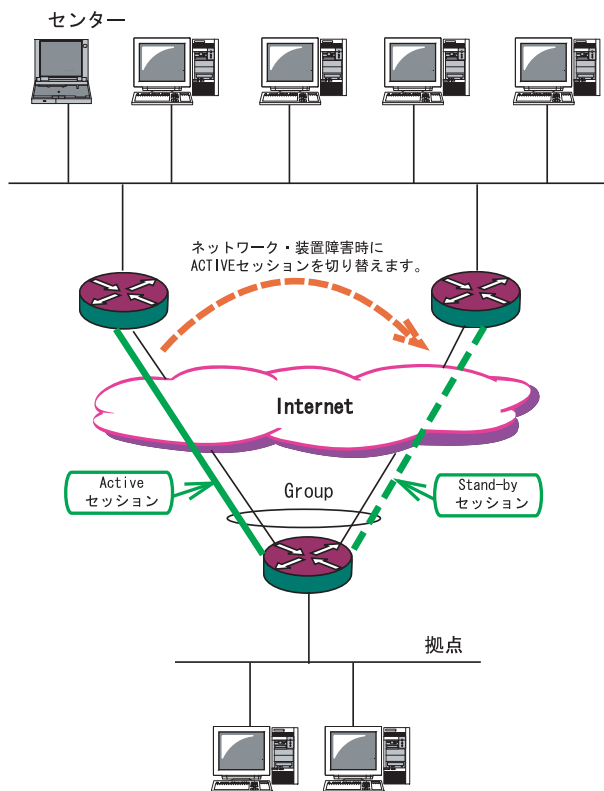 センター
ネットワーク・装置障害時に
ACTIVEセッションを切り替えます。
Internet
Active
セッション
Group
Stand-by
セッション
拠点